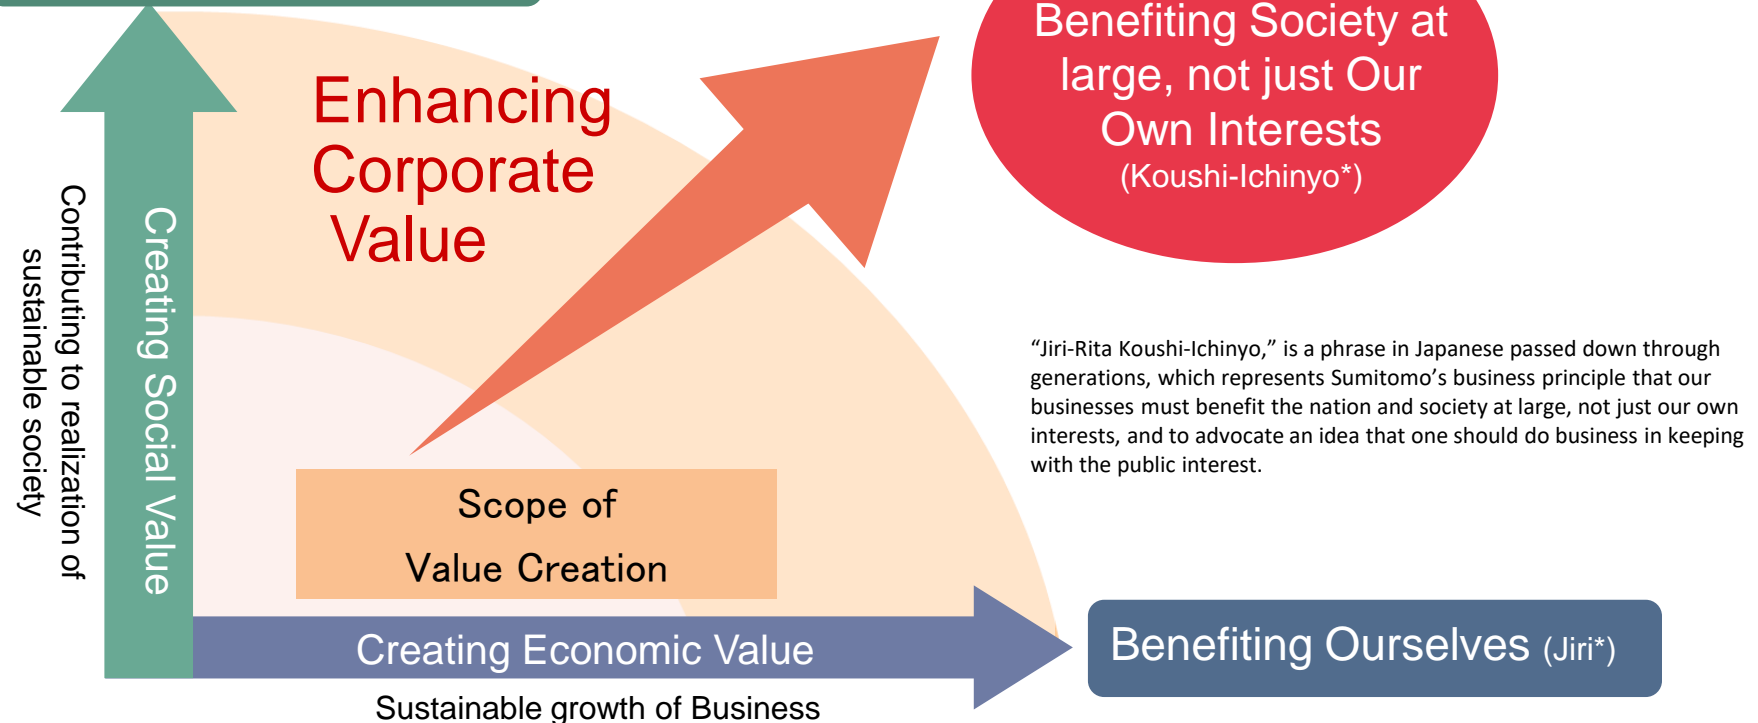 Benefiting Society at
large, not just Our
Own Interests
(Koushi-Ichinyo*)
Enhancing
Corporate
Value
Contributing to realization of
sustainable society
Creating Social Value
“Jiri-Rita Koushi-Ichinyo,” is a phrase in Japanese passed down through
generations, which represents Sumitomo’s business principle that our
businesses must benefit the nation and society at large, not just our own
interests, and to advocate an idea that one should do business in keeping
with the public interest.
Scope of
Value Creation
Creating Economic Value
Benefiting Ourselves (Jiri*)
Sustainable growth of Business